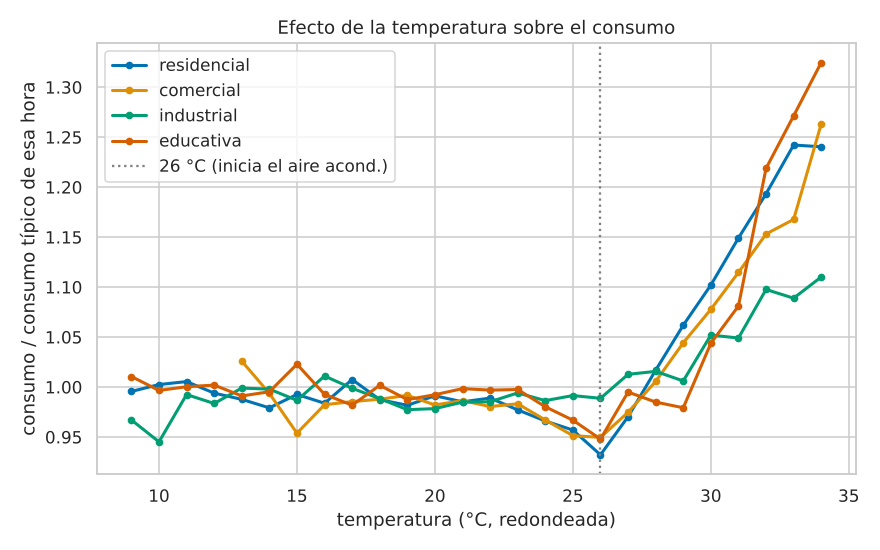 Efecto de la temperatura sobre el consumo
consumo / consumo típico de esa hora
1.30
1.25
1.20
1.15
1.10
1.05
1.00
0.95
residencial
comercial
industrial
educativa
26 °C (inicia el aire acond.)
10
15
20
25
30
35
temperatura (°C, redondeada)